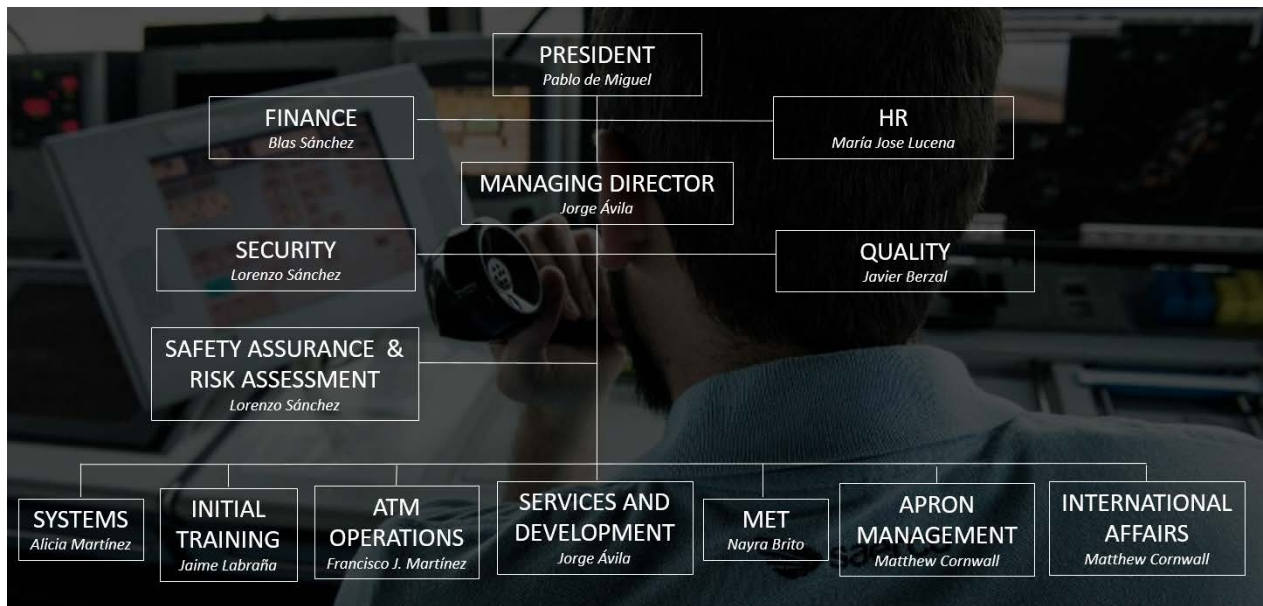 PRESIDENT
Pablo de Miguel
FINANCE
Blas Sánchez
HR
María Jose Lucena
MANAGING DIRECTOR
Jorge Ávila
SECURITY
Lorenzo Sánchez
QUALITY
Javier Berzal
SAFETY ASSURANCE &
RISK ASSESSMENT
Lorenzo Sánchez
SYSTEMS
Alicia Martínez
INITIAL
TRAINING
Jaime Labraña
ATM
OPERATIONS
Francisco J. Martínez
SERVICES AND
DEVELOPMENT
Jorge Ávila
MET
Nayra Brito
APRON
MANAGEMENT
Matthew Cornwall
INTERNATIONAL
AFFAIRS
Matthew Cornwall